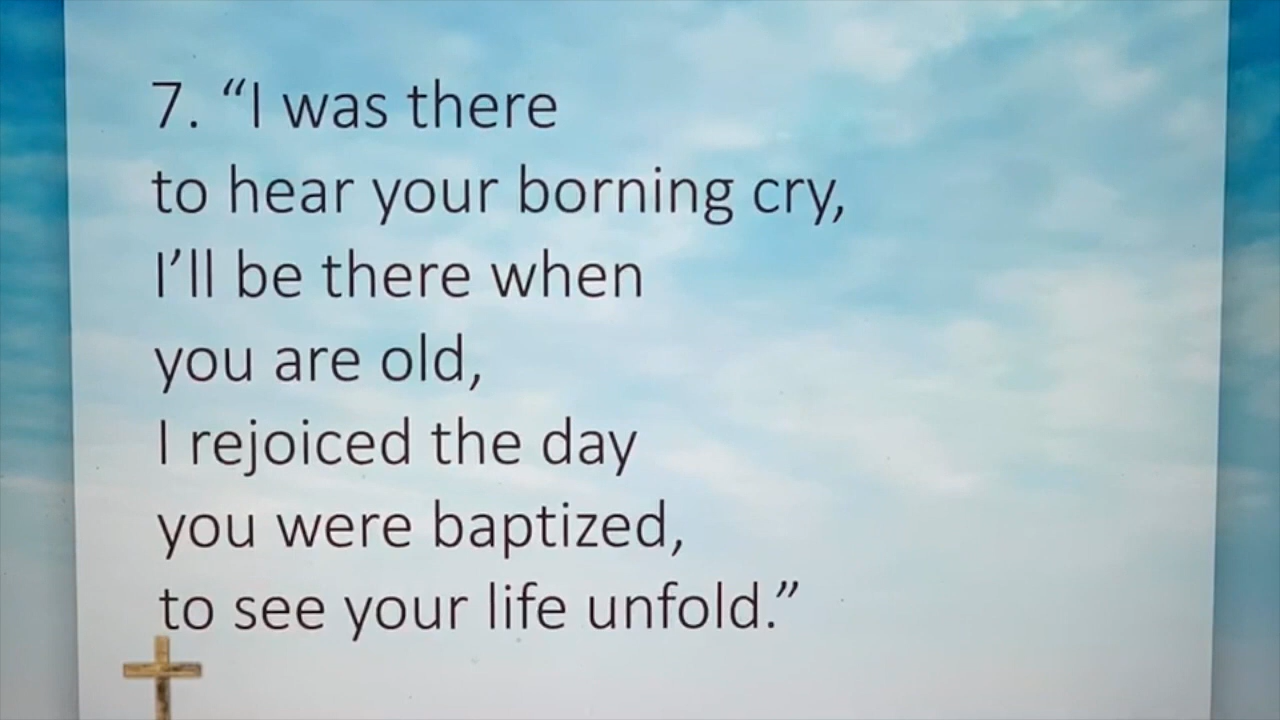 7. “I was there
to hear your borning cry,
I’ll be there when
you are old,
I rejoiced the day
you were baptized,
to see your life unfold.”